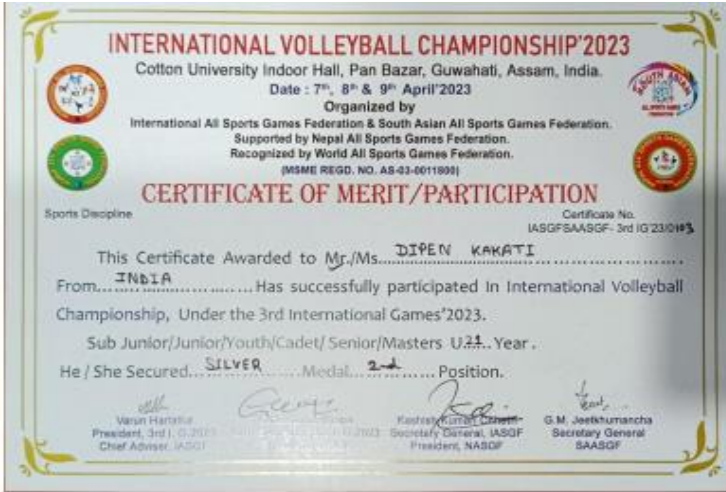 INTERNATIONAL VOLLEYBALL CHAMPIONSHIP'2023
Cotton University Indoor Hall, Pan Bazar, Guwahati, Assam, India.
Date : 7th, 8th & 9th April'2023
Organized by
International All Sports Games Federation & South Asian All Sports Games Federation.
Supported by Nepal All Sports Games Federation.
Recognized by World All Sports Games Federation.
(MSME REGD. NO. AS-03-0011800)
CERTIFICATE OF MERIT/PARTICIPATION
Sports Discipline
Certificate No.
IASGFSAASGF- 3rd IG'23/0103
This Certificate Awarded to Mr./Ms. DIPEN KAKATI
From INDIA Has successfully participated in International Volleyball
Championship, Under the 3rd International Games'2023.
Sub Junior/Junior/Youth/Cadet/ Senior/Masters U.21. Year .
He / She Secured SILVER Medal 2nd Position.
Varun
President, 3rd I. G.2023
Chief Adviser, IASGF
Secretary General, IASGF
President, NASGF
G.M. Jeetkhumancha
Secretary General
SAASGF
SOUTH ASIAN